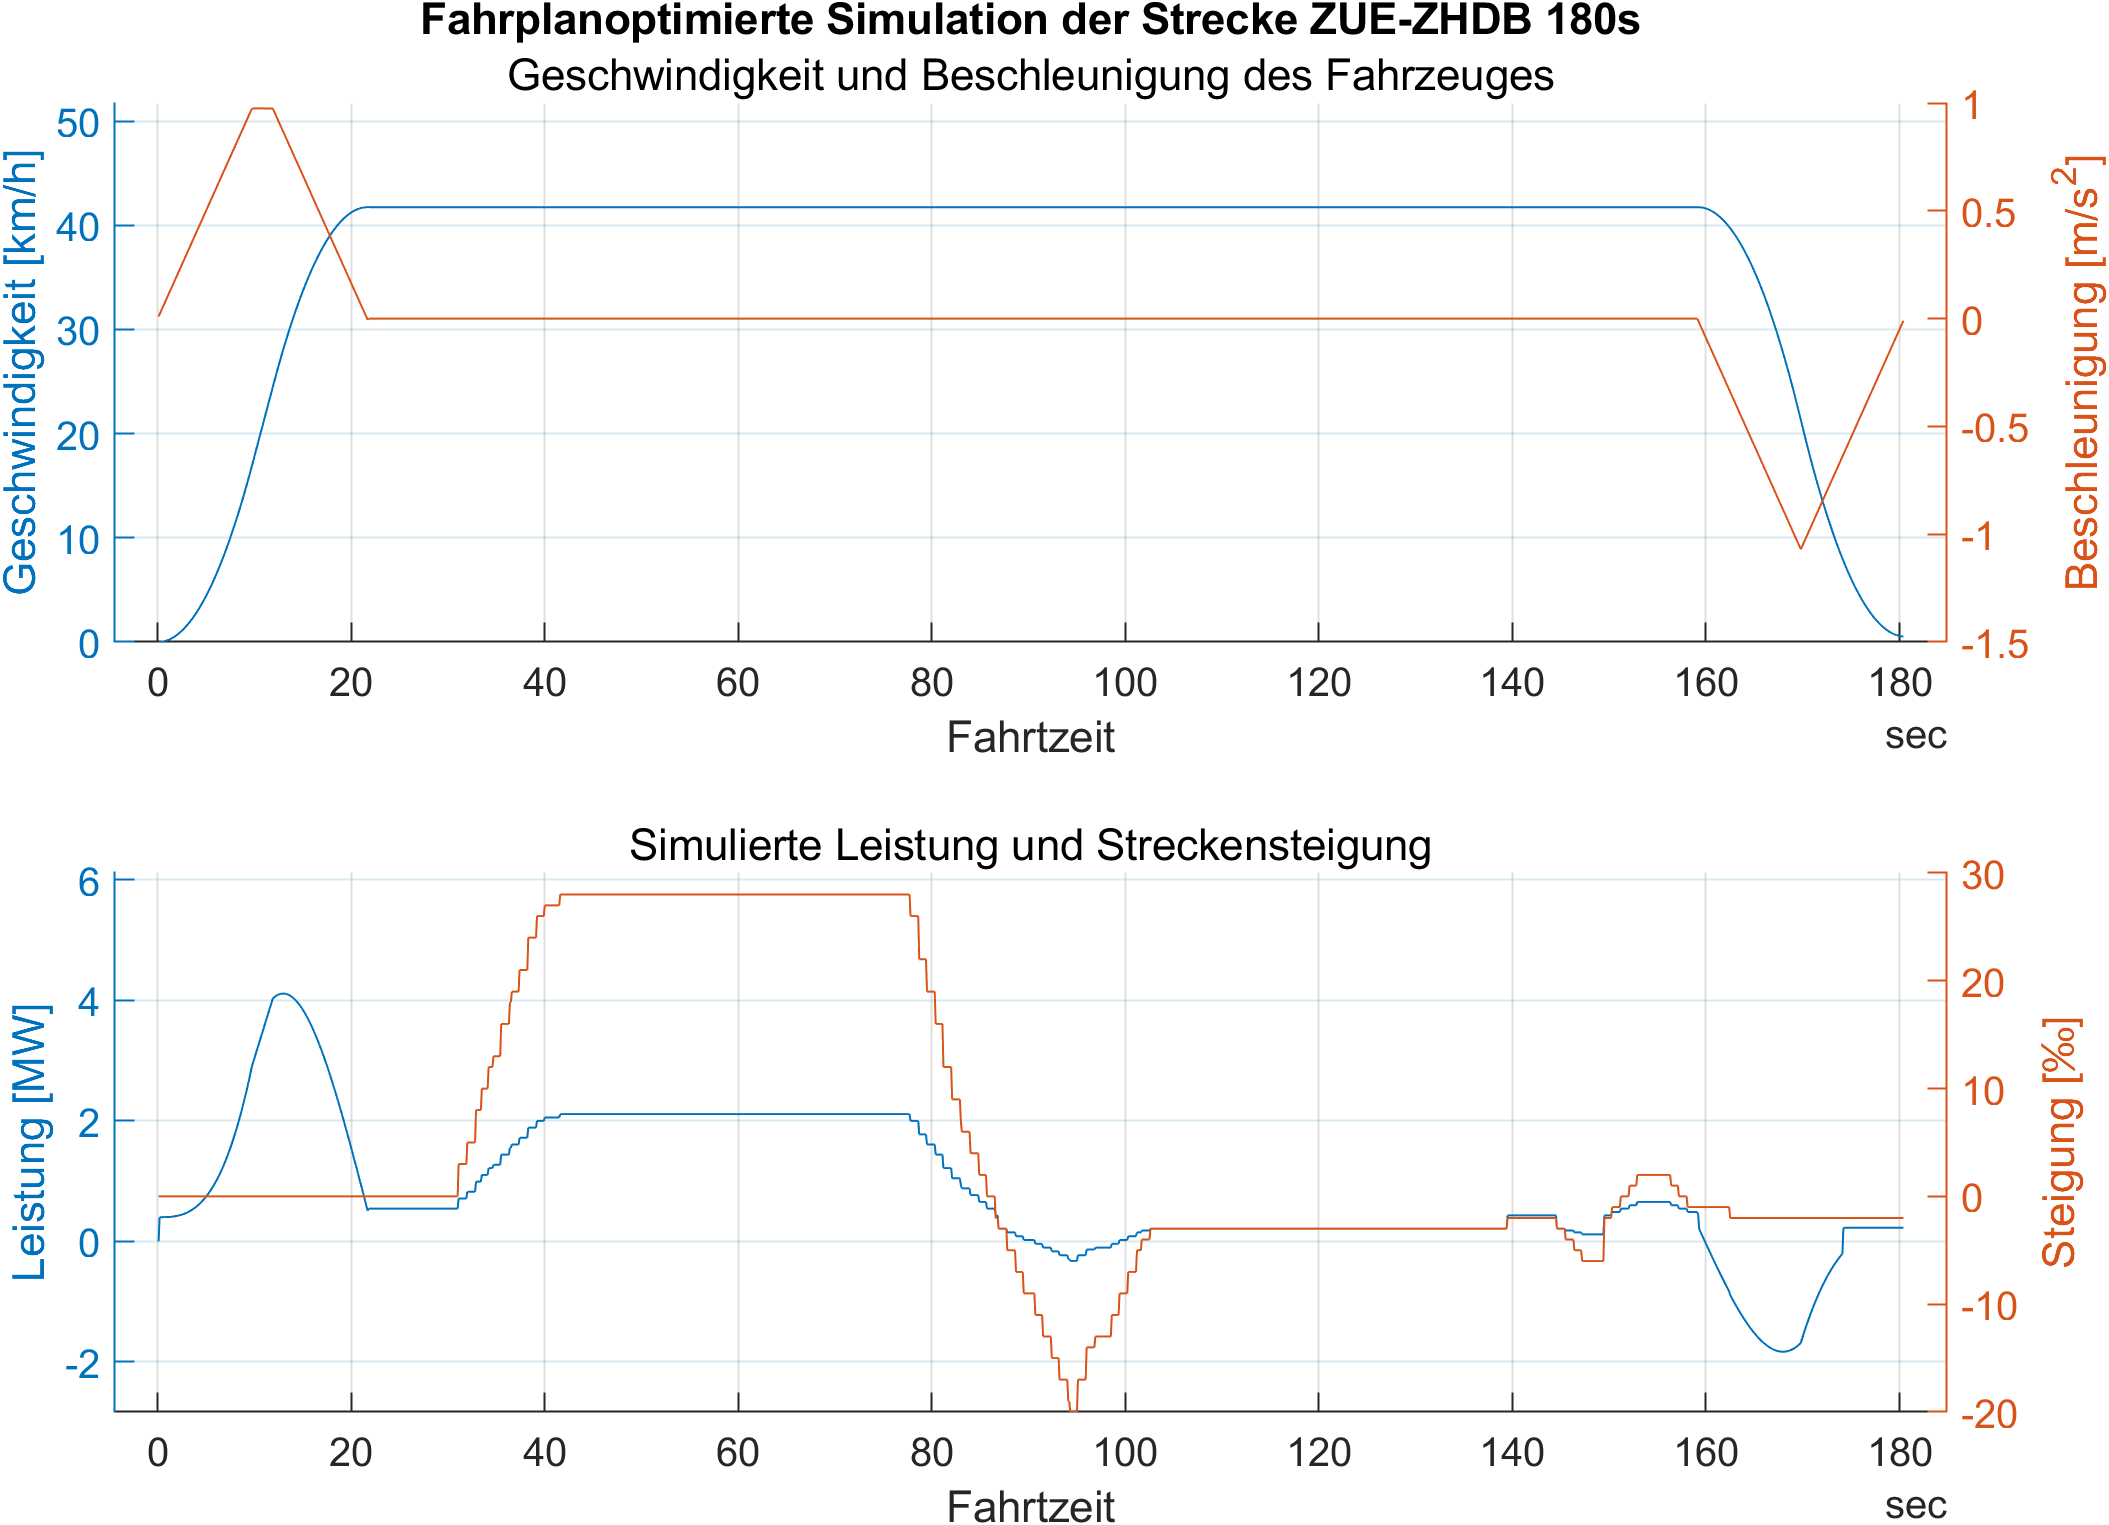 Fahrplanoptimierte Simulation der Strecke ZUE-ZHDB 180s
Geschwindigkeit und Beschleunigung des Fahrzeuges
Geschwindigkeit [km/h]
50
40
30
20
10
0
1
0.5
0
-0.5
-1
-1.5
Beschleunigung [m/s²]
0 20 40 60 80 100 120 140 160 180
Fahrtzeit
sec
Simulierte Leistung und Streckensteigung
Leistung [MW]
6
4
2
0
-2
30
20
10
0
-10
-20
Steigung [‰]
0 20 40 60 80 100 120 140 160 180
Fahrtzeit
sec